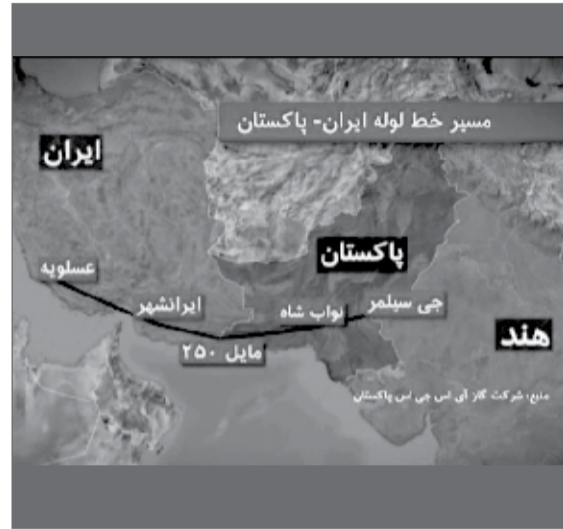 مسیر خط لوله ایران- پاکستان
ایران
پاکستان
عسلویه
ایرانشهر
نواب شاه
جی سیلمر
مایل ۲۵۰
هند
منبع: شرکت گاز آی اس جی اس پاکستان